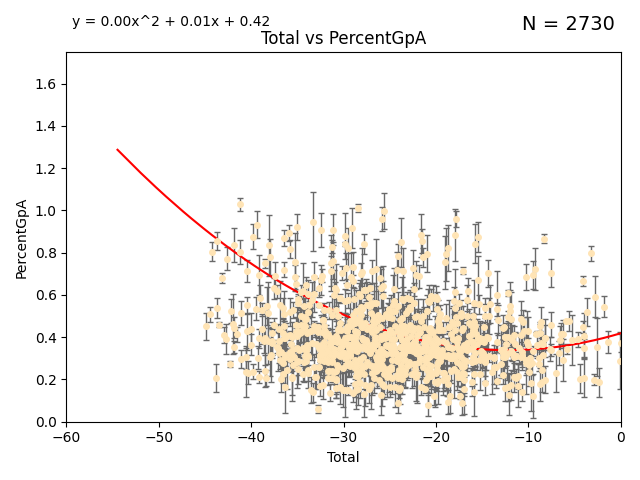 y = 0.00x^2 + 0.01x + 0.42
N = 2730
Total vs PercentGpA
PercentGpA
1.6
1.4
1.2
1.0
0.8
0.6
0.4
0.2
0.0
−60 −50 −40 −30 −20 −10 0
Total